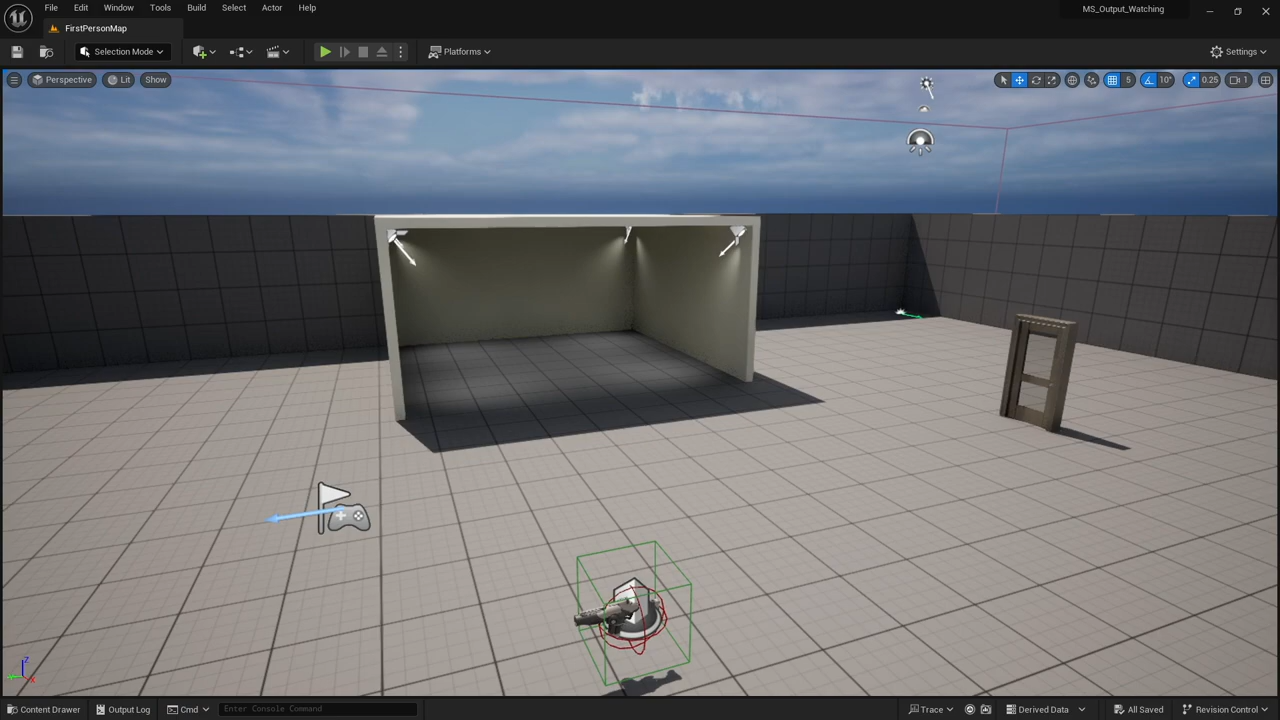 File Edit Window Tools Build Select Actor Help
MS_Output_Watching
FirstPersonMap
Selection Mode
Platforms
Settings
Perspective Lit Show
5 10° 0.25 1
Z
X
Content Drawer Output Log Cmd Enter Console Command Trace Derived Data All Saved Revision Control